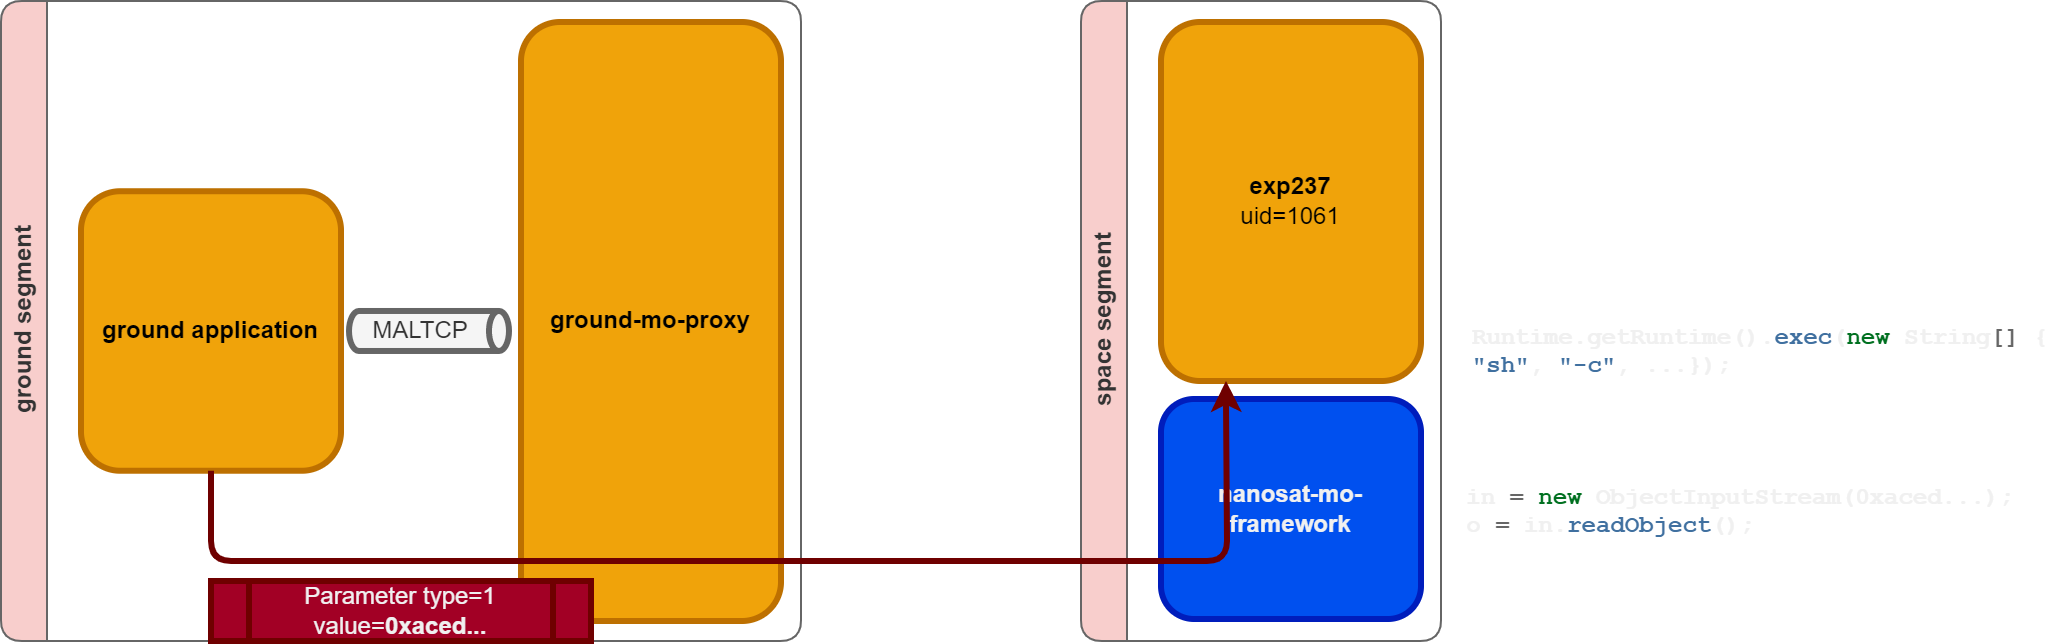 ground segment
ground application
MALTCP
ground-mo-proxy
Parameter type=1
value=0xaced...
space segment
exp237
uid=1061
nanosat-mo-
framework
Runtime.getRuntime().exec(new String[] {
"sh", "-c", ...});
in = new ObjectInputStream(0xaced...);
o = in.readObject();